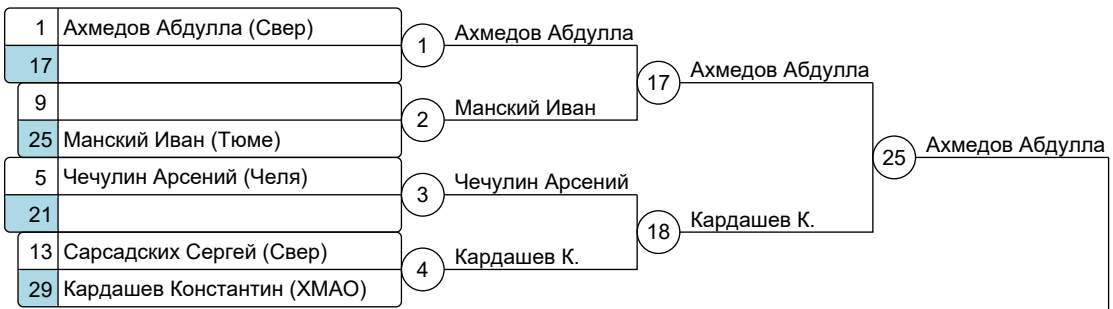 1 Ахмедов Абдулла (Свер)
17
9
25 Манский Иван (Тюме)
5 Чечулин Арсений (Челя)
21
13 Сарсадских Сергей (Свер)
29 Кардашев Константин (ХМАО)
1 Ахмедов Абдулла
2 Манский Иван
3 Чечулин Арсений
4 Кардашев К.
17 Ахмедов Абдулла
18 Кардашев К.
25 Ахмедов Абдулла